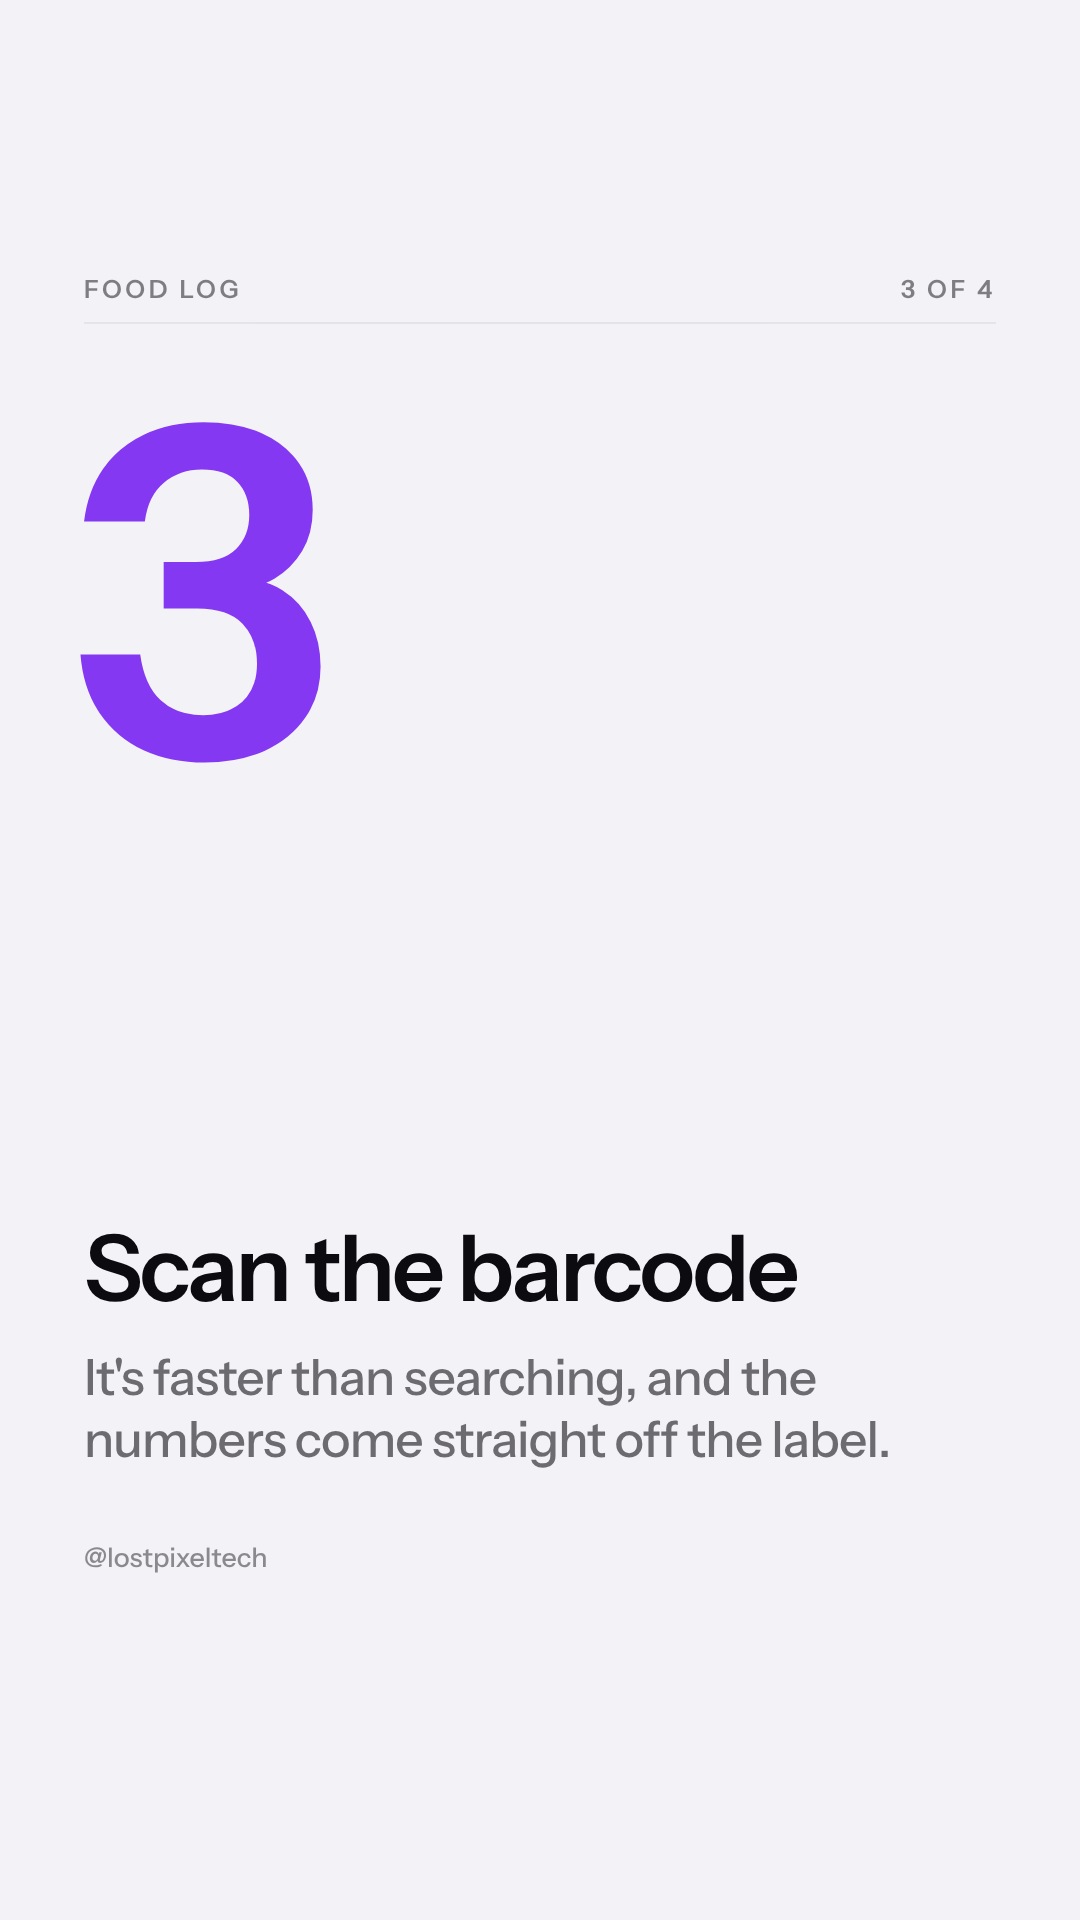 FOOD LOG
3 OF 4
3
Scan the barcode
It's faster than searching, and the
numbers come straight off the label.
@lostpixeltech